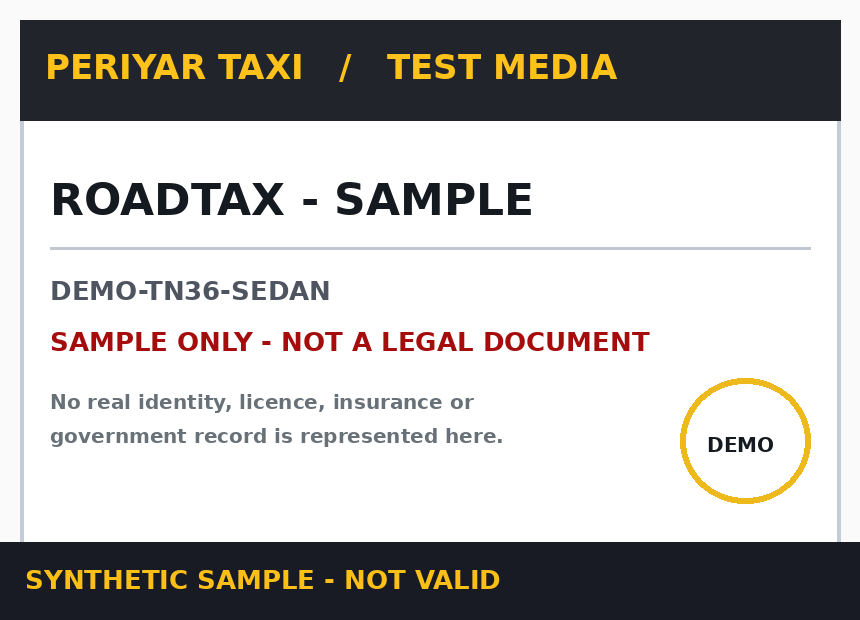 PERIYAR TAXI / TEST MEDIA
ROADTAX - SAMPLE
DEMO-TN36-SEDAN
SAMPLE ONLY - NOT A LEGAL DOCUMENT
No real identity, licence, insurance or
government record is represented here.
DEMO
SYNTHETIC SAMPLE - NOT VALID